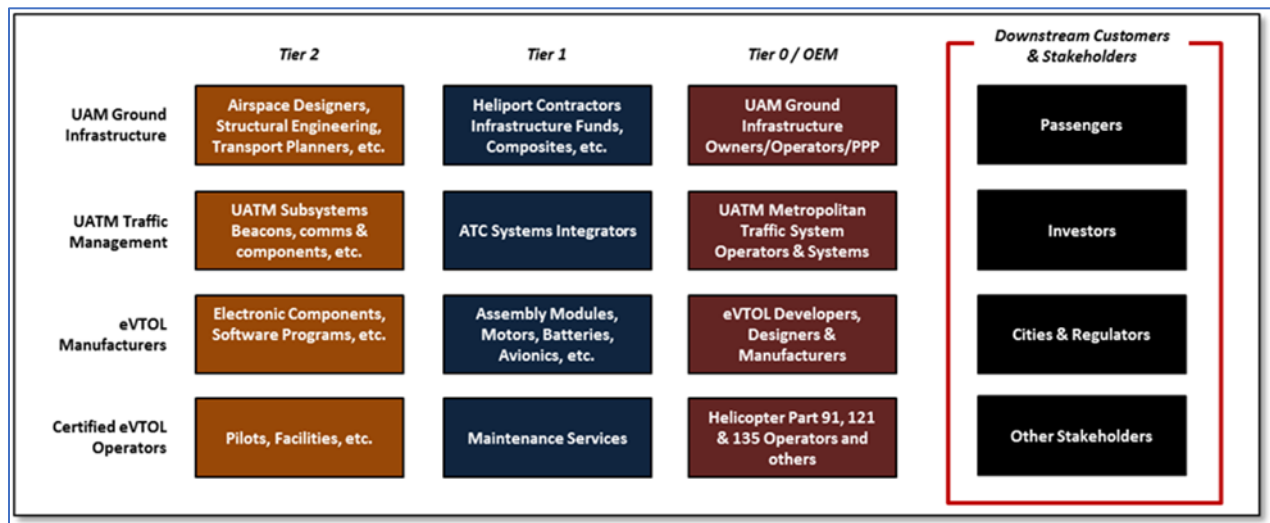 Tier 2
Tier 1
Tier 0 / OEM
Downstream Customers
& Stakeholders
UAM Ground
Infrastructure
Airspace Designers,
Structural Engineering,
Transport Planners, etc.
Heliport Contractors
Infrastructure Funds,
Composites, etc.
UAM Ground
Infrastructure
Owners/Operators/PPP
Passengers
UATM Traffic
Management
UATM Subsystems
Beacons, comms &
components, etc.
ATC Systems Integrators
UATM Metropolitan
Traffic System
Operators & Systems
Investors
eVTOL
Manufacturers
Electronic Components,
Software Programs, etc.
Assembly Modules,
Motors, Batteries,
Avionics, etc.
eVTOL Developers,
Designers &
Manufacturers
Cities & Regulators
Certified eVTOL
Operators
Pilots, Facilities, etc.
Maintenance Services
Helicopter Part 91, 121
& 135 Operators and
others
Other Stakeholders